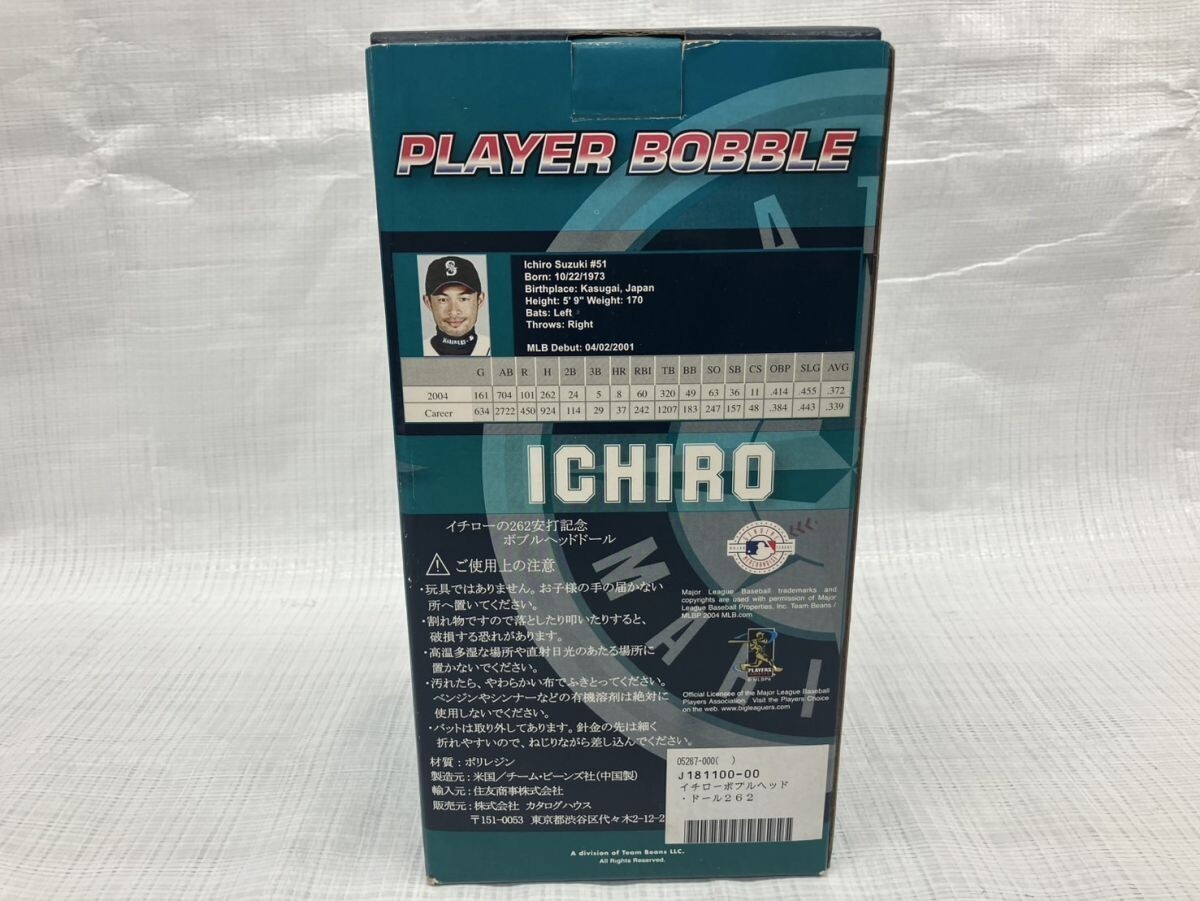 PLAYER BOBBLE
Ichiro Suzuki #51
Born: 10/22/1973
Birthplace: Kasugai, Japan
Height: 5' 9" Weight: 170
Bats: Left
Throws: Right
MLB Debut: 04/02/2001
G AB R H 2B 3B HR RBI TB BB SO SB CS OBP SLG AVG
2004 161 704 101 262 24 5 8 60 320 49 63 36 11 .414 .455 .372
Career 634 2722 450 924 114 29 37 242 1207 183 247 157 48 .384 .443 .339
ICHIRO
イチローの262安打記念
ボブルヘッドドール
ご使用上の注意
・玩具ではありません。お子様の手の届かない
所へ置いてください。
・割れ物ですので落としたり叩いたりすると、
破損する恐れがあります。
・高温多湿な場所や直射日光のあたる場所に
置かないでください。
・汚れたら、やわらかい布でふきとってください。
ベンジンやシンナーなどの有機溶剤は絶対に
使用しないでください。
・バットは取り外してあります。針金の先は細く
折れやすいので、ねじりながら差し込んでください。
材質：ポリレジン
製造元：米国／チーム・ビーンズ社（中国製）
輸入元：住友商事株式会社
販売元：株式会社 カタログハウス
〒151-0053 東京都渋谷区代々木2-12-2
Major League Baseball trademarks and
copyrights are used with permission of Major
League Baseball Properties, Inc. Team Beans /
MLBP 2004 MLB.com
PLAYERS
©MLBPA
Official Licensee of the Major League Baseball
Players Association. Visit the Players Choice
on the web. www.bigleaguers.com
05267-000( )
J181100-00
イチローボブルヘッド
・ドール262
A division of Team Beans LLC.
All Rights Reserved.
MARI